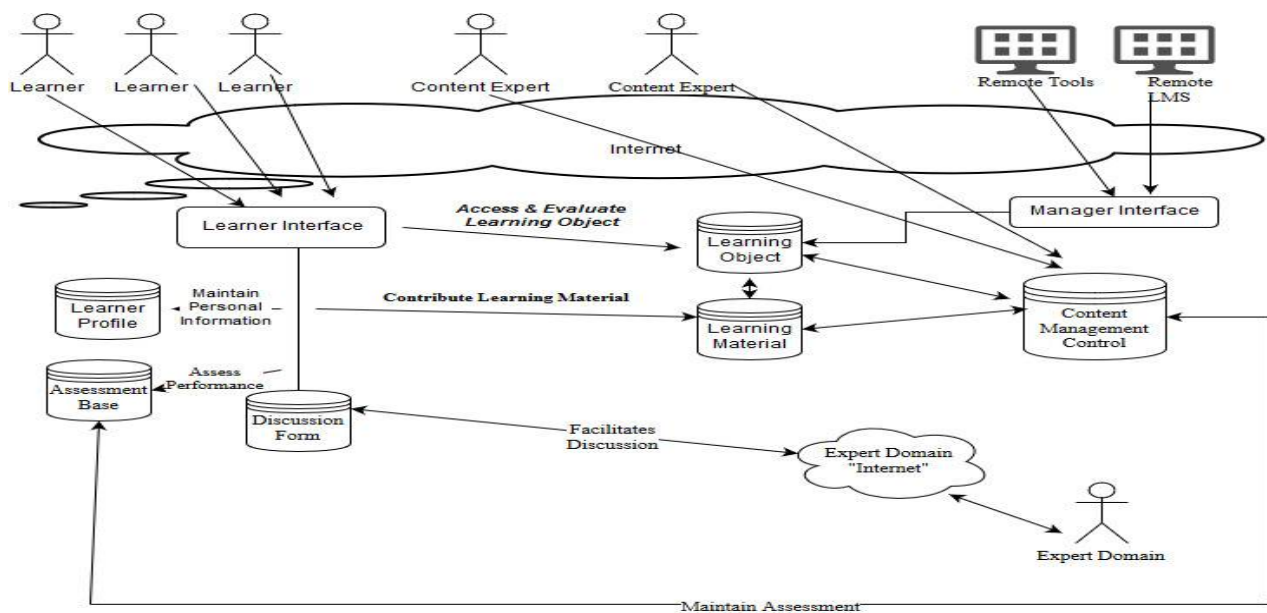 Learner
Learner
Learner
Content Expert
Content Expert
Remote Tools
Remote
LMS
Internet
Learner Interface
Access & Evaluate
Learning Object
Manager Interface
Learning
Object
Learner
Profile
Maintain
Personal
Information
Contribute Learning Material
Learning
Material
Content
Management
Control
Assessment
Base
Assess
Performance
Discussion
Form
Facilitates
Discussion
Expert Domain
"Internet"
Expert Domain
Maintain Assessment